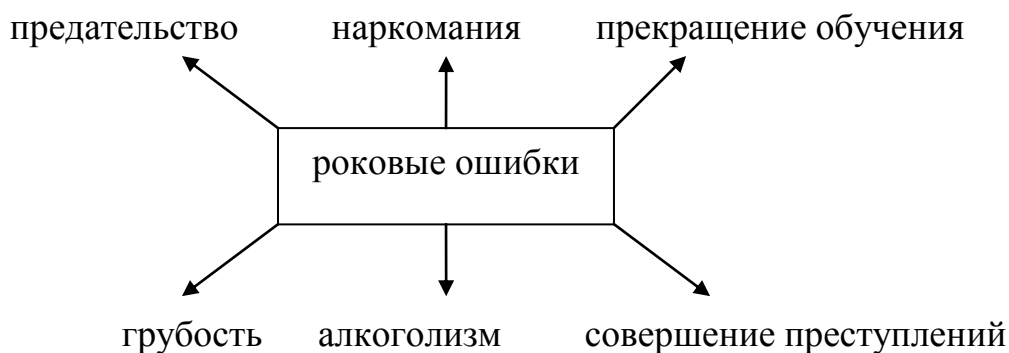 предательство наркомания прекращение обучения
роковые ошибки
грубость алкоголизм совершение преступлений